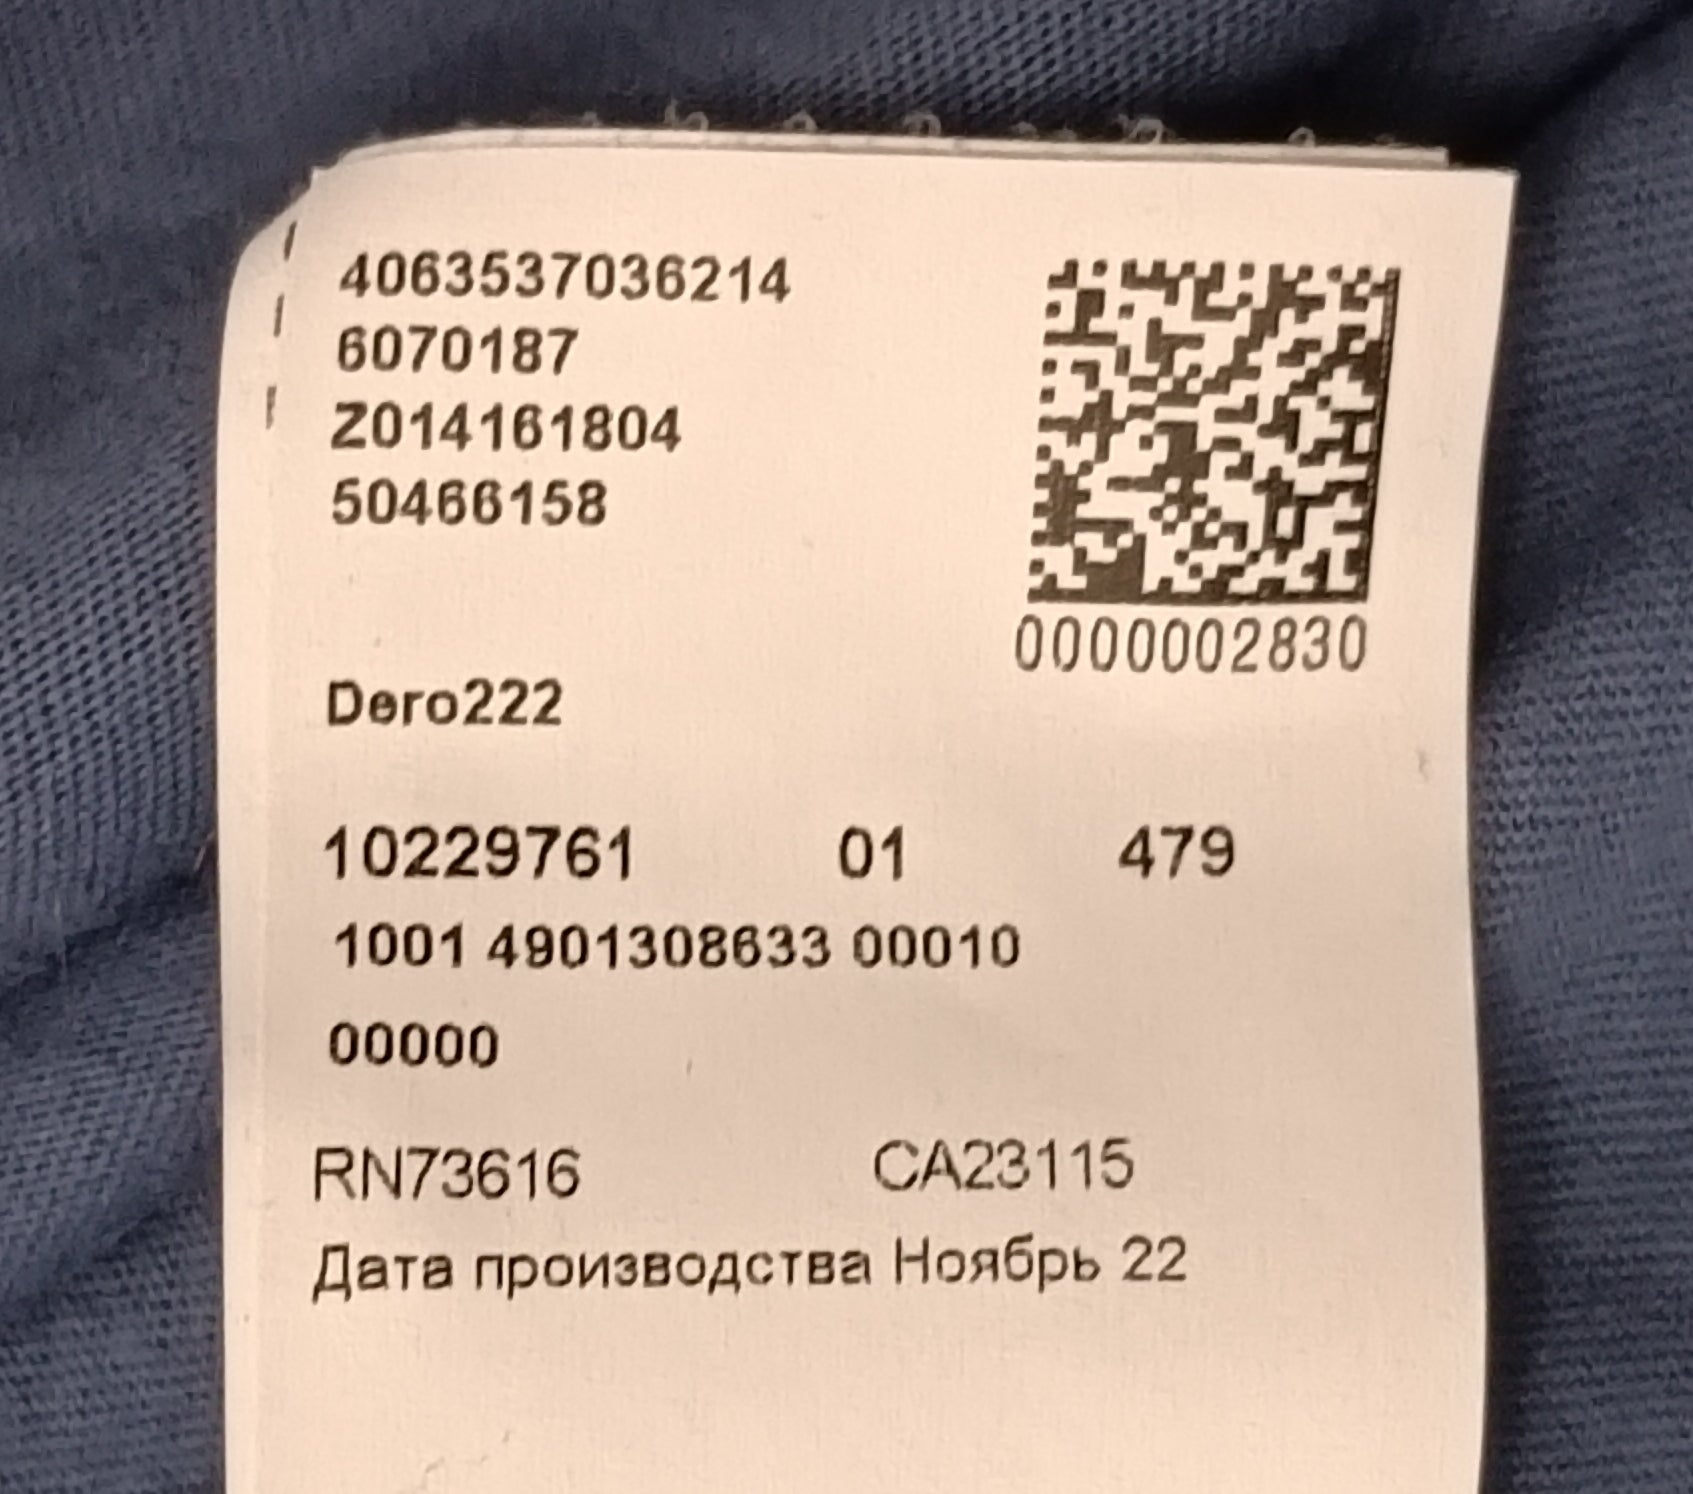 4063537036214
6070187
Z014161804
50466158
0000002830
Dero222
10229761 01 479
1001 4901308633 00010
00000
RN73616 CA23115
Дата производства Ноябрь 22